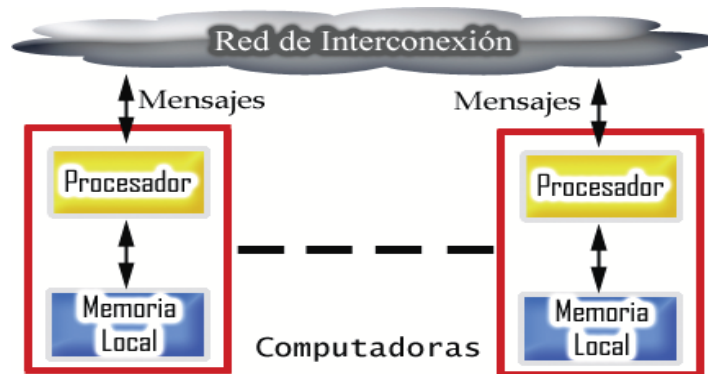 Red de Interconexión
Mensajes
Mensajes
Procesador
Procesador
Memoria
Local
Memoria
Local
Computadoras